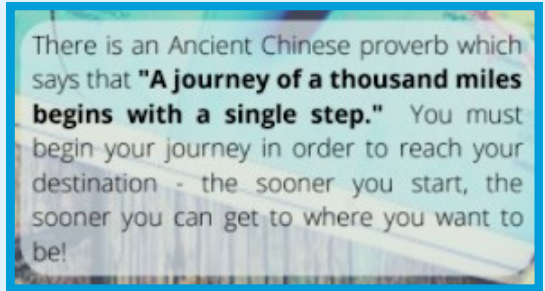 There is an Ancient Chinese proverb which
says that "A journey of a thousand miles
begins with a single step." You must
begin your journey in order to reach your
destination - the sooner you start, the
sooner you can get to where you want to
be!